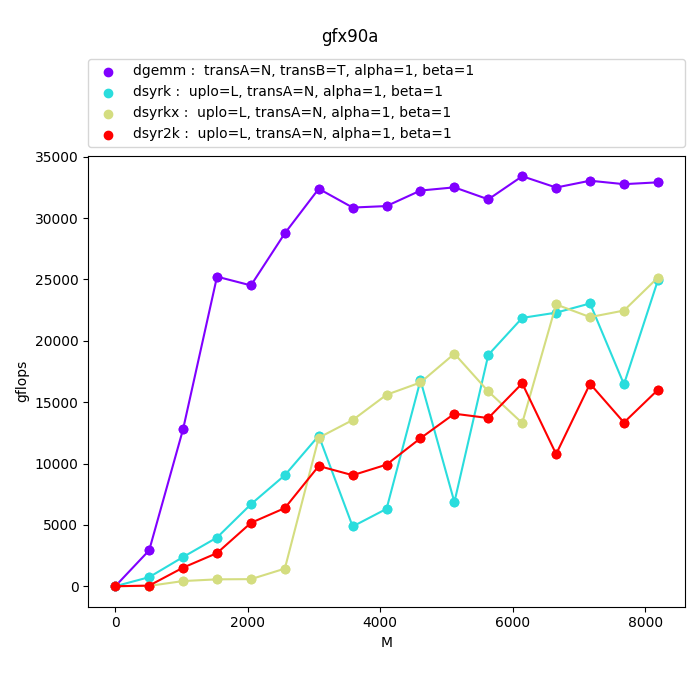 gfx90a
dgemm :  transA=N, transB=T, alpha=1, beta=1
dsyrk :  uplo=L, transA=N, alpha=1, beta=1
dsyrkx :  uplo=L, transA=N, alpha=1, beta=1
dsyr2k :  uplo=L, transA=N, alpha=1, beta=1
35000
30000
25000
20000
15000
10000
5000
0
gflops
0 2000 4000 6000 8000
M